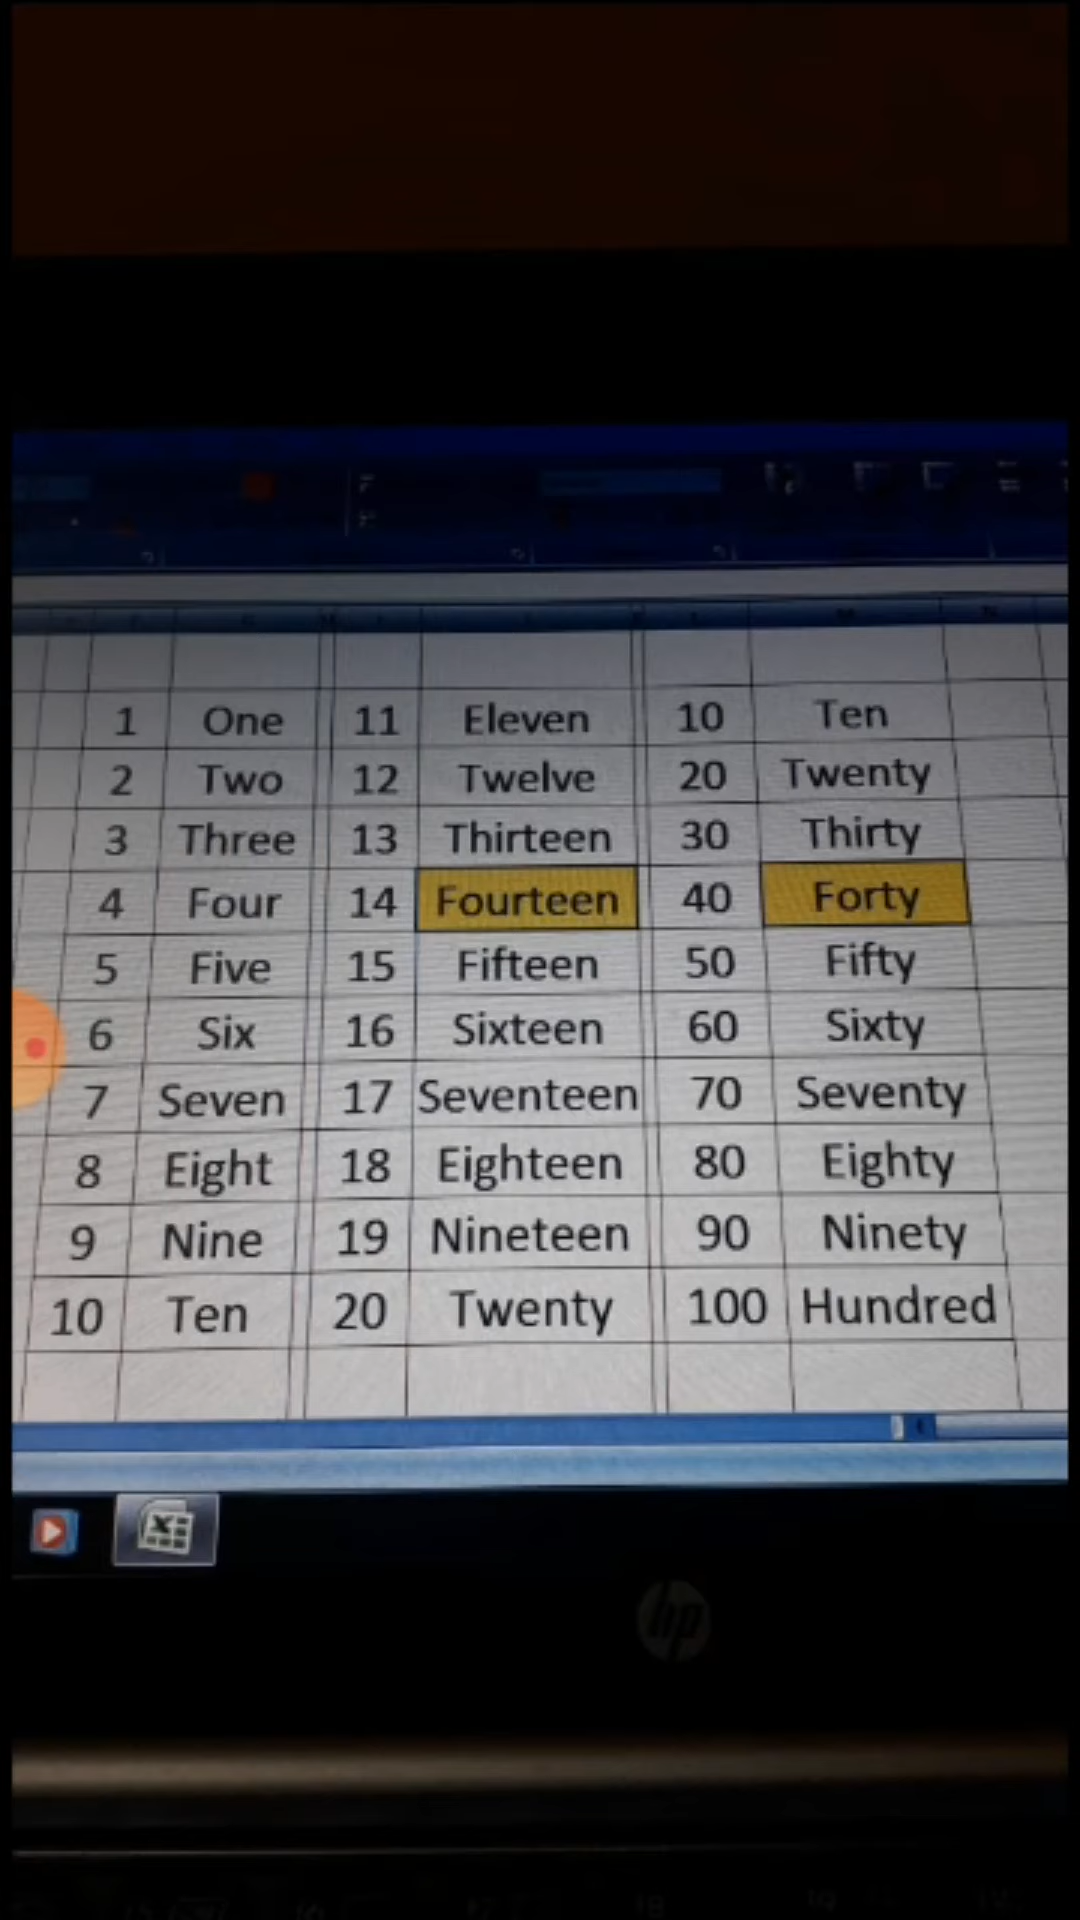 1 One 11 Eleven 10 Ten
2 Two 12 Twelve 20 Twenty
3 Three 13 Thirteen 30 Thirty
4 Four 14 Fourteen 40 Forty
5 Five 15 Fifteen 50 Fifty
6 Six 16 Sixteen 60 Sixty
7 Seven 17 Seventeen 70 Seventy
8 Eight 18 Eighteen 80 Eighty
9 Nine 19 Nineteen 90 Ninety
10 Ten 20 Twenty 100 Hundred
hp